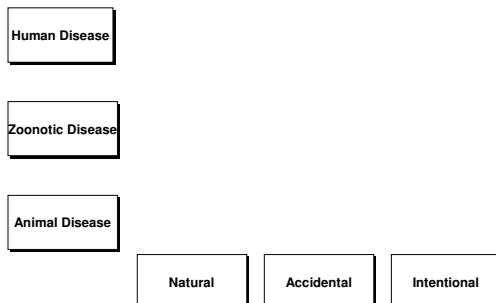 Human Disease
Zoonotic Disease
Animal Disease
Natural
Accidental
Intentional